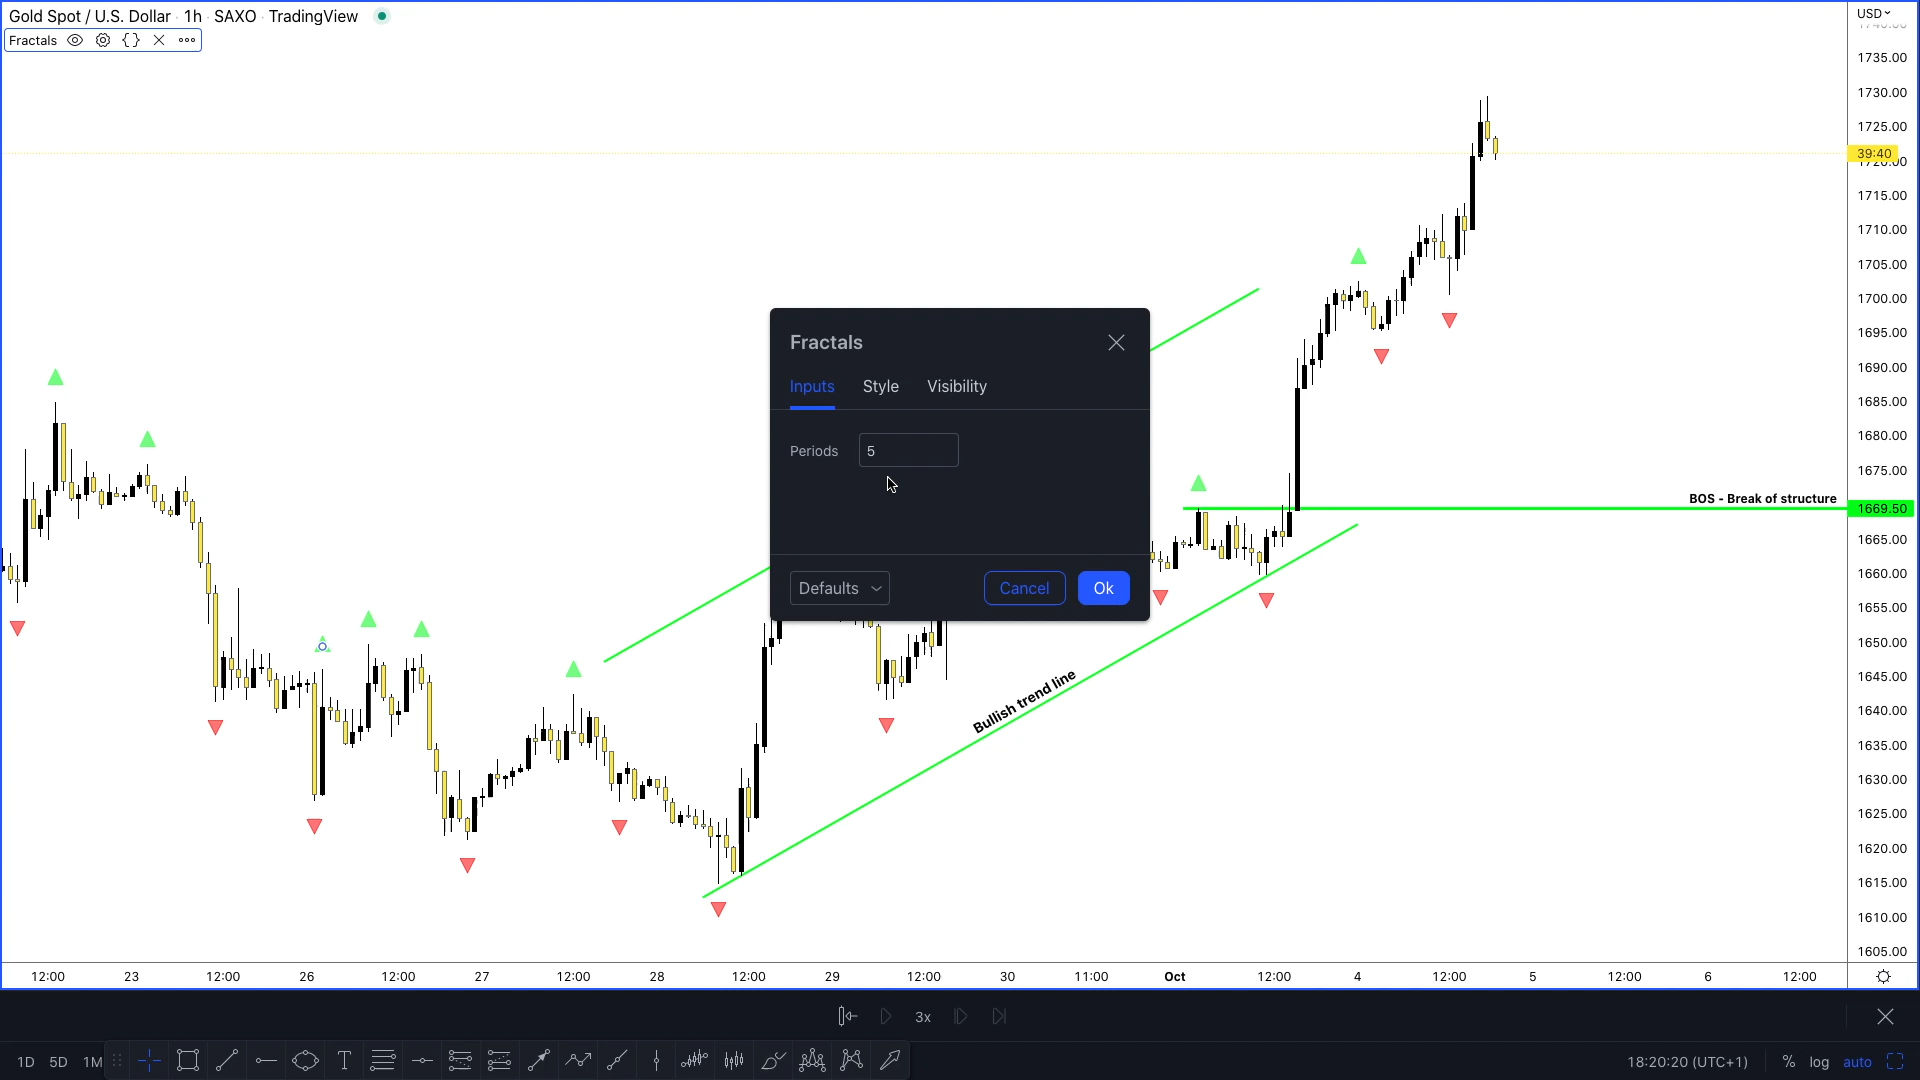 Gold Spot / U.S. Dollar · 1h · SAXO · TradingView
USD
Fractals
1740.00
1735.00
1730.00
1725.00
39:40
1720.00
1715.00
1710.00
1705.00
1700.00
1695.00
1690.00
1685.00
1680.00
1675.00
1669.50
1665.00
1660.00
1655.00
1650.00
1645.00
1640.00
1635.00
1630.00
1625.00
1620.00
1615.00
1610.00
1605.00
Fractals
Inputs Style Visibility
Periods 5
Defaults Cancel Ok
BOS - Break of structure
Bullish trend line
12:00 23 12:00 26 12:00 27 12:00 28 12:00 29 12:00 30 11:00 Oct 12:00 4 12:00 5 12:00 6 12:00
3x
1D 5D 1M T 18:20:20 (UTC+1) % log auto